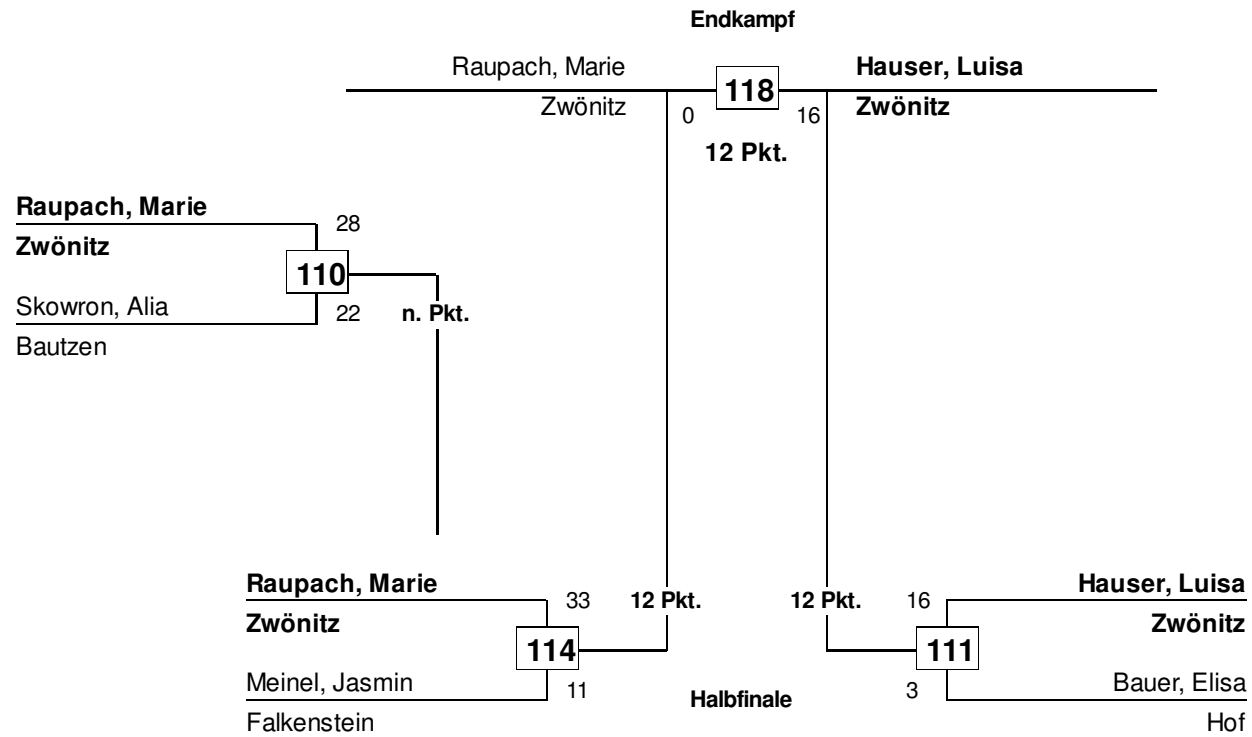 Endkampf
Raupach, Marie
118
Hauser, Luisa
Zwönitz
0
16
Zwönitz
12 Pkt.
Raupach, Marie
28
Zwönitz
110
Skowron, Alia
22
n. Pkt.
Bautzen
Raupach, Marie
33
12 Pkt.
12 Pkt.
16
Hauser, Luisa
Zwönitz
Zwönitz
114
111
Meinel, Jasmin
11
Halbfinale
3
Bauer, Elisa
Falkenstein
Hof